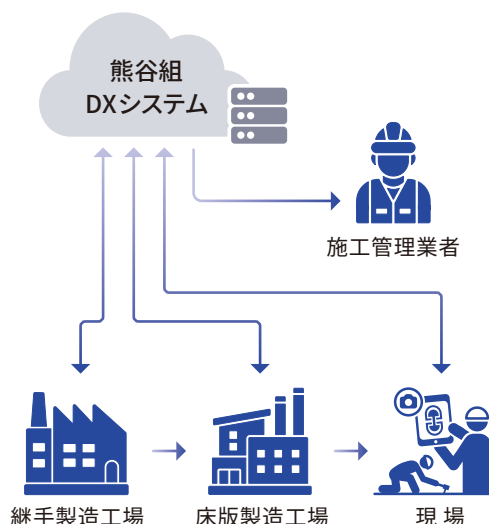 熊谷組
DXシステム
施工管理業者
継手製造工場
床版製造工場
現場